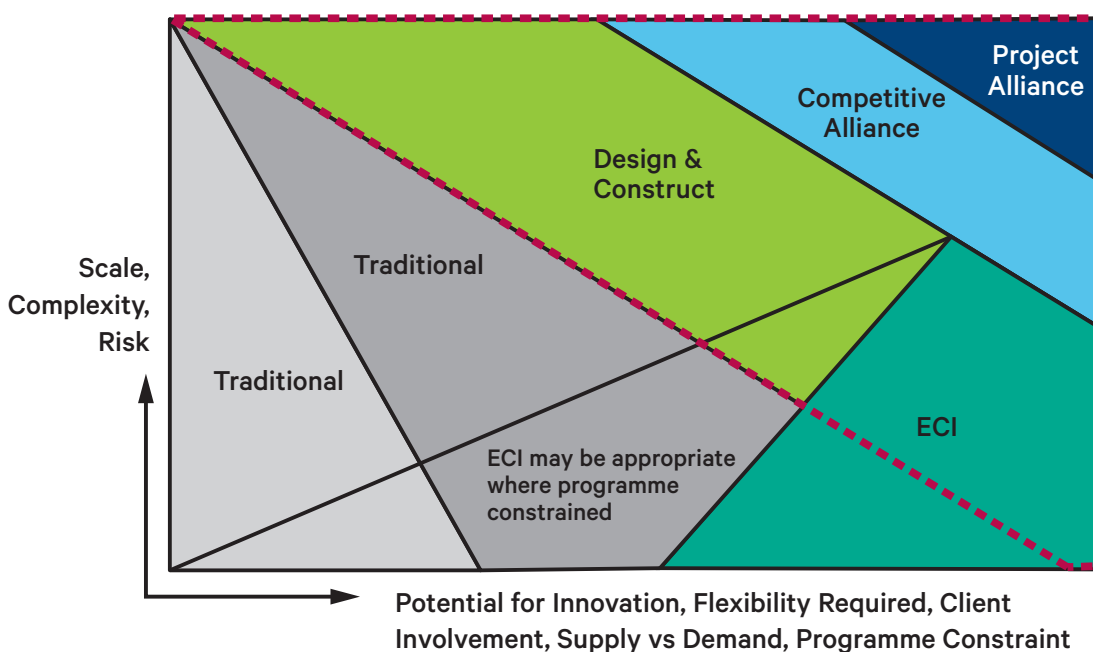 Project
Alliance
Competitive
Alliance
Design &
Construct
Traditional
Scale,
Complexity,
Risk
Traditional
ECI
ECI may be appropriate
where programme
constrained
Potential for Innovation, Flexibility Required, Client
Involvement, Supply vs Demand, Programme Constraint